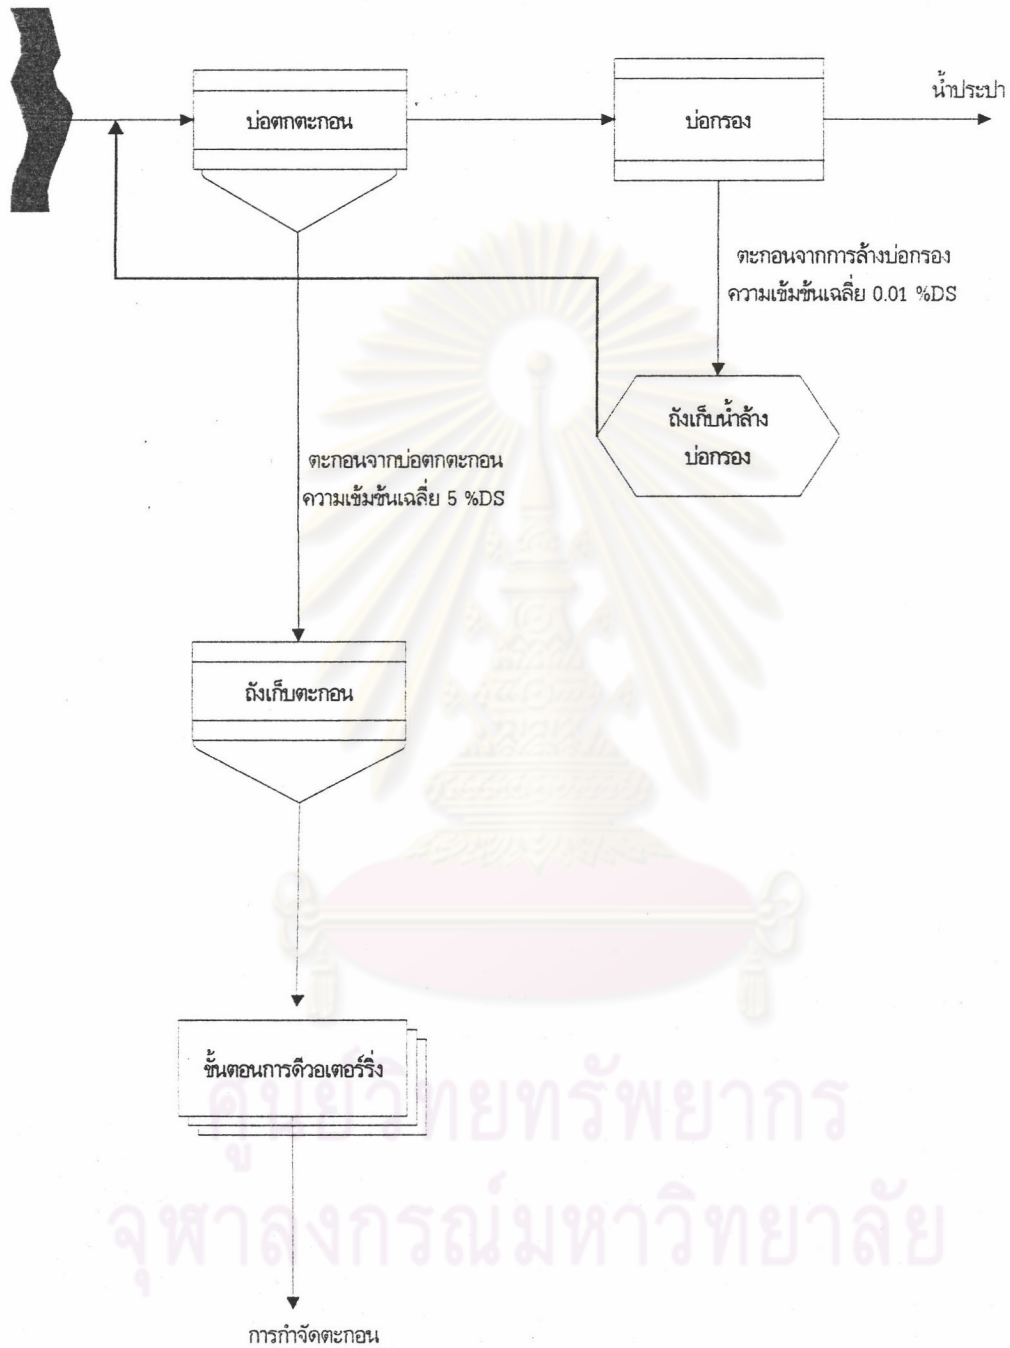 น้ำประปา
บ่อตกตะกอน
บ่อกรอง
ตะกอนจากการล้างบ่อกรอง
ความเข้มข้นเฉลี่ย 0.01 %DS
ถังเก็บน้ำล้าง
บ่อกรอง
ตะกอนจากบ่อตกตะกอน
ความเข้มข้นเฉลี่ย 5 %DS
ถังเก็บตะกอน
ขั้นตอนการดีวอเตอร์ริ่ง
ศูนย์วิทยทรัพยากร
จุฬาลงกรณ์มหาวิทยาลัย
การกำจัดตะกอน